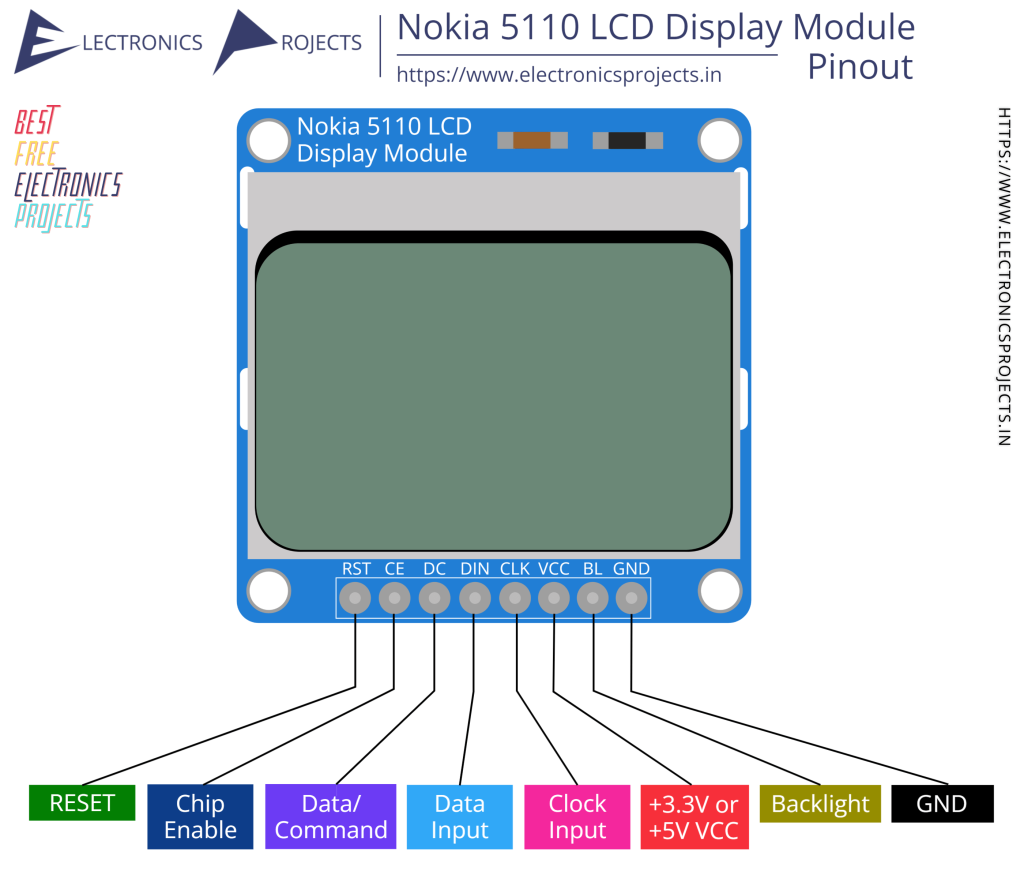 ELECTRONICS PROJECTS
Nokia 5110 LCD Display Module
Pinout
https://www.electronicsprojects.in
BEST
FREE
ELECTRONICS
PROJECTS
HTTPS://WWW.ELECTRONICSPROJECTS.IN
Nokia 5110 LCD
Display Module
RST CE DC DIN CLK VCC BL GND
RESET
Chip
Enable
Data/
Command
Data
Input
Clock
Input
+3.3V or
+5V VCC
Backlight
GND